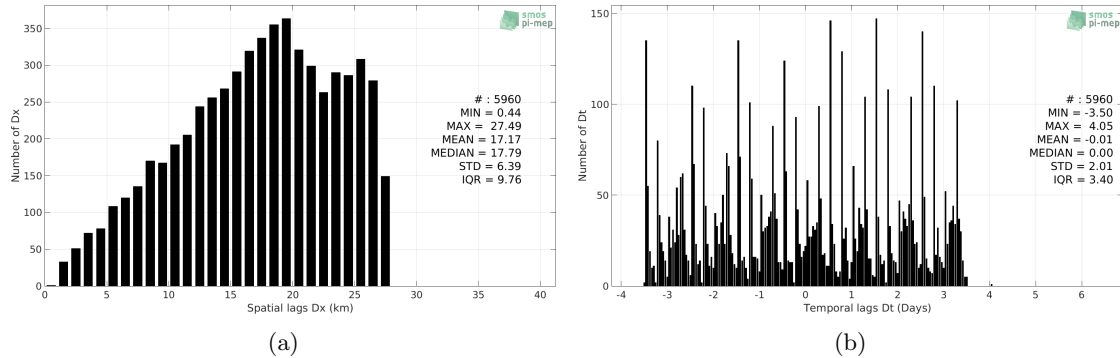 smos
pi-mep
350
300
250
200
150
100
50
0
Number of Dx
# : 5960
MIN = 0.44
MAX = 27.49
MEAN = 17.17
MEDIAN = 17.79
STD = 6.39
IQR = 9.76
0 5 10 15 20 25 30 35 40
Spatial lags Dx (km)
(a)
smos
pi-mep
150
100
50
0
Number of Dt
# : 5960
MIN = -3.50
MAX = 4.05
MEAN = -0.01
MEDIAN = 0.00
STD = 2.01
IQR = 3.40
-4 -3 -2 -1 0 1 2 3 4 5 6
Temporal lags Dt (Days)
(b)